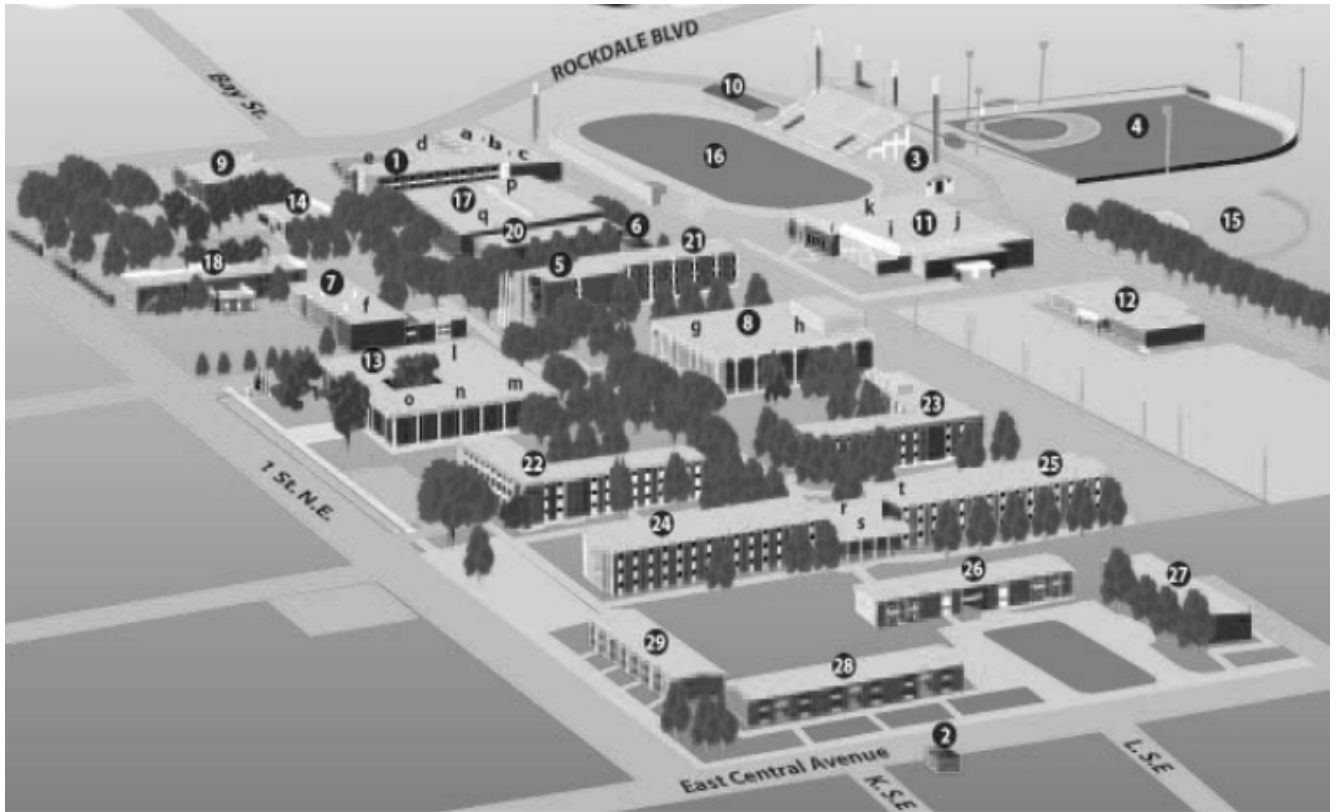 ROCKDALE BLVD
Bay St.
10
4
a
b
c
d
e
1
9
16
3
p
17
q
14
20
6
k
i
11
j
15
21
18
5
7
f
12
g
8
h
13
l
m
n
o
23
22
25
t
r
s
24
1 St. N.E.
26
27
29
28
2
East Central Avenue
K.S.E
L.S.E